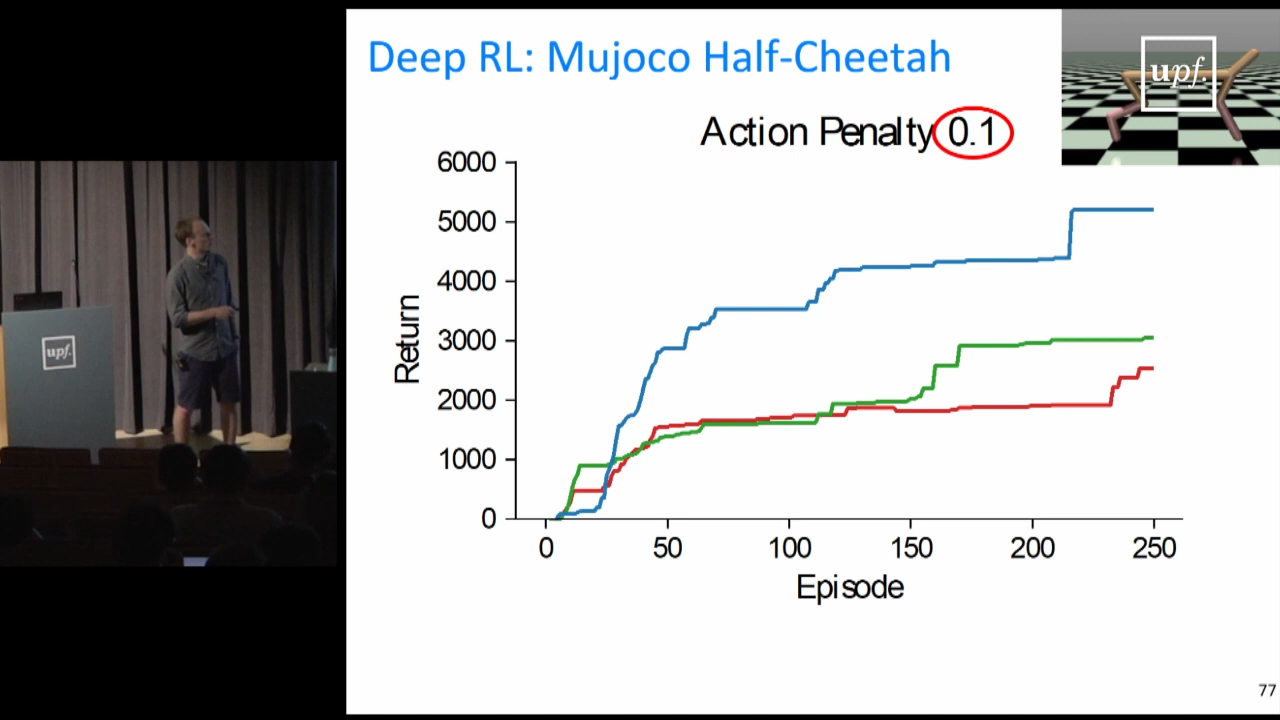 Deep RL: Mujoco Half-Cheetah
upf.
Action Penalty 0.1
6000
5000
4000
3000
2000
1000
0
Return
0 50 100 150 200 250
Episode
upf.
77